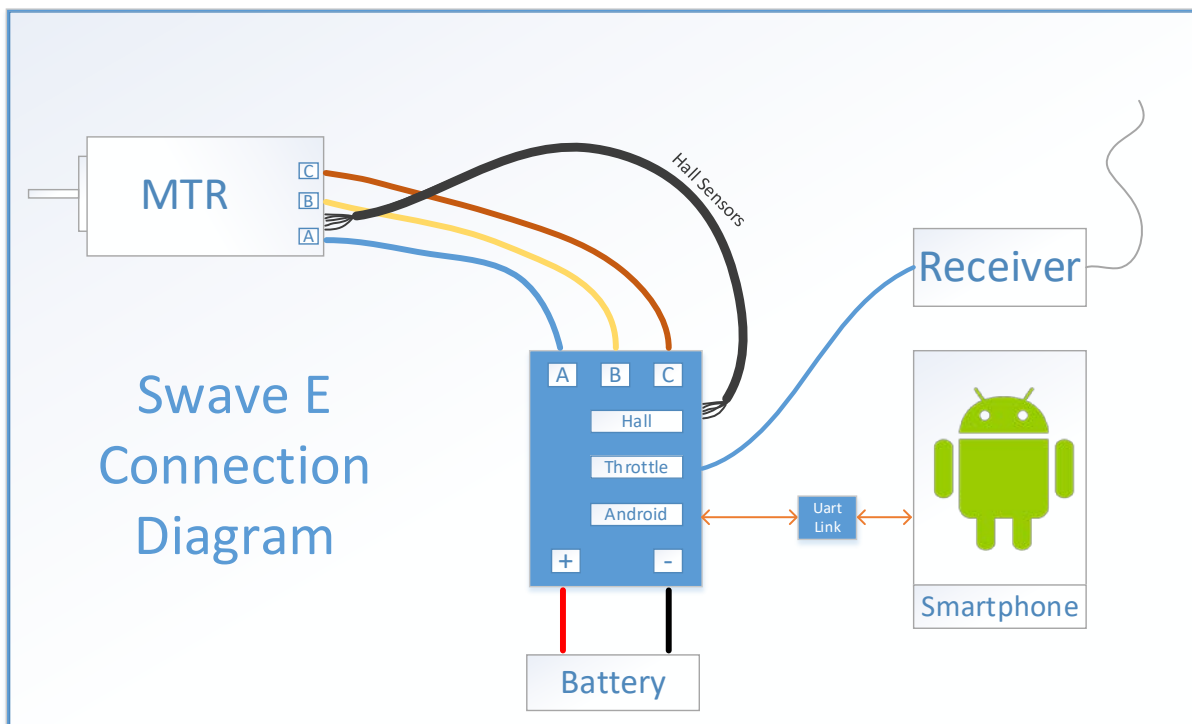 C
MTR
B
A
Hall Sensors
Receiver
Swave E
Connection
Diagram
A B C
Hall
Throttle
Android
+ -
Uart
Link
Smartphone
Battery